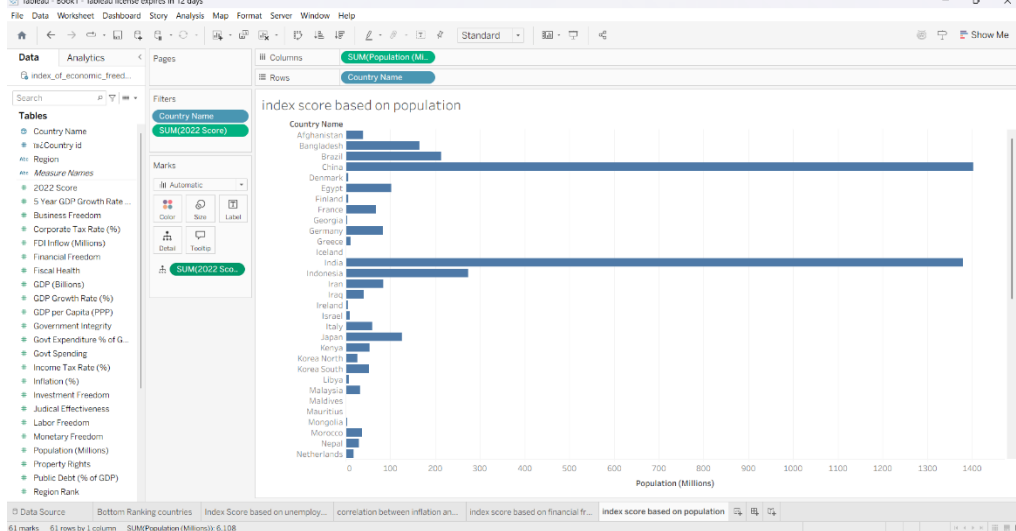 Tableau - Book1 - Tableau license expires in 12 days
File Data Worksheet Dashboard Story Analysis Map Format Server Window Help
Standard
Show Me
Data Analytics
index_of_economic_freed...
Search
Tables
Country Name
Country id
Region
Measure Names
2022 Score
5 Year GDP Growth Rate ...
Business Freedom
Corporate Tax Rate (%)
FDI Inflow (Millions)
Financial Freedom
Fiscal Health
GDP (Billions)
GDP Growth Rate (%)
GDP per Capita (PPP)
Government Integrity
Govt Expenditure % of G...
Govt Spending
Income Tax Rate (%)
Inflation (%)
Investment Freedom
Judical Effectiveness
Labor Freedom
Monetary Freedom
Population (Millions)
Property Rights
Public Debt (% of GDP)
Region Rank
Pages
Filters
Country Name
SUM(2022 Score)
Marks
Automatic
Color Size Label
Detail Tooltip
SUM(2022 Sco...
Columns SUM(Population (Mi...
Rows Country Name
index score based on population
Country Name
Afghanistan
Bangladesh
Brazil
China
Denmark
Egypt
Finland
France
Georgia
Germany
Greece
Iceland
India
Indonesia
Iran
Iraq
Ireland
Israel
Italy
Japan
Kenya
Korea North
Korea South
Libya
Malaysia
Maldives
Mauritius
Mongolia
Morocco
Nepal
Netherlands
0 100 200 300 400 500 600 700 800 900 1000 1100 1200 1300 1400
Population (Millions)
Data Source Bottom Ranking countries Index Score based on unemploy... correlation between inflation an... index score based on financial fr... index score based on population
61 marks 61 rows by 1 column SUM(Population (Millions)): 6,108